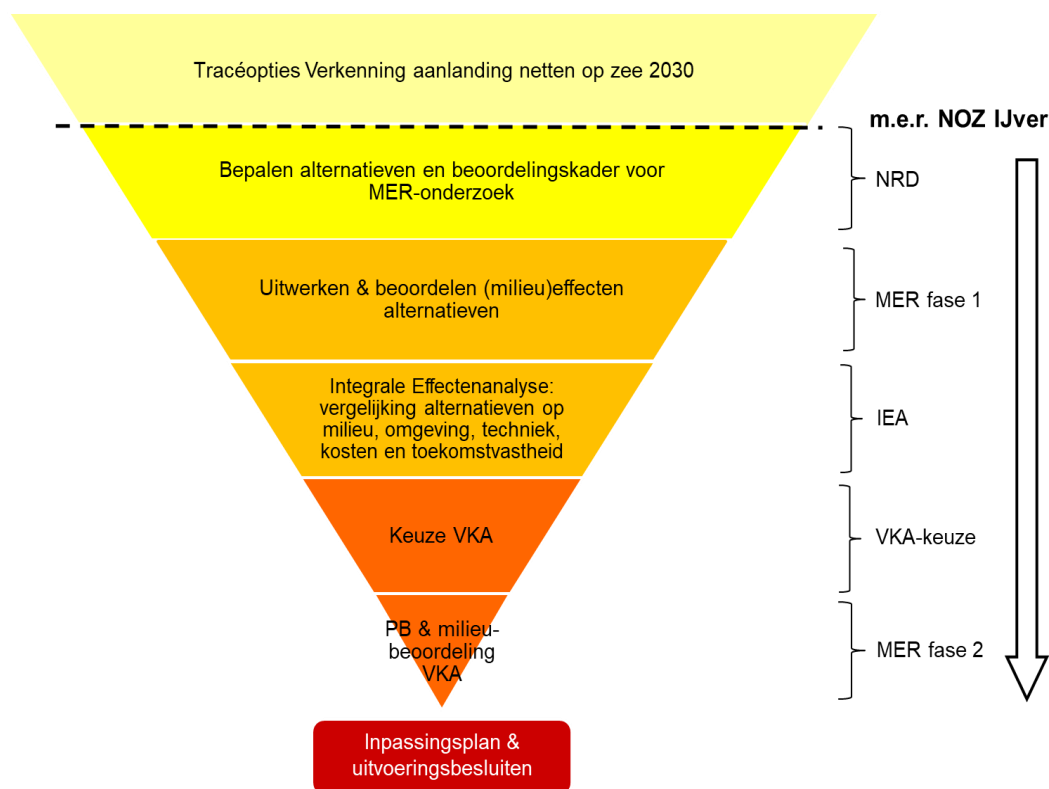 Tracéopties Verkenning aanlanding netten op zee 2030
m.e.r. NOZ IJver
Bepalen alternatieven en beoordelingskader voor
MER-onderzoek
NRD
Uitwerken & beoordelen (milieu)effecten
alternatieven
MER fase 1
Integrale Effectenanalyse:
vergelijking alternatieven op
milieu, omgeving, techniek,
kosten en toekomstvastheid
IEA
Keuze VKA
VKA-keuze
PB & milieu-
beoordeling
VKA
MER fase 2
Inpassingsplan &
uitvoeringsbesluiten